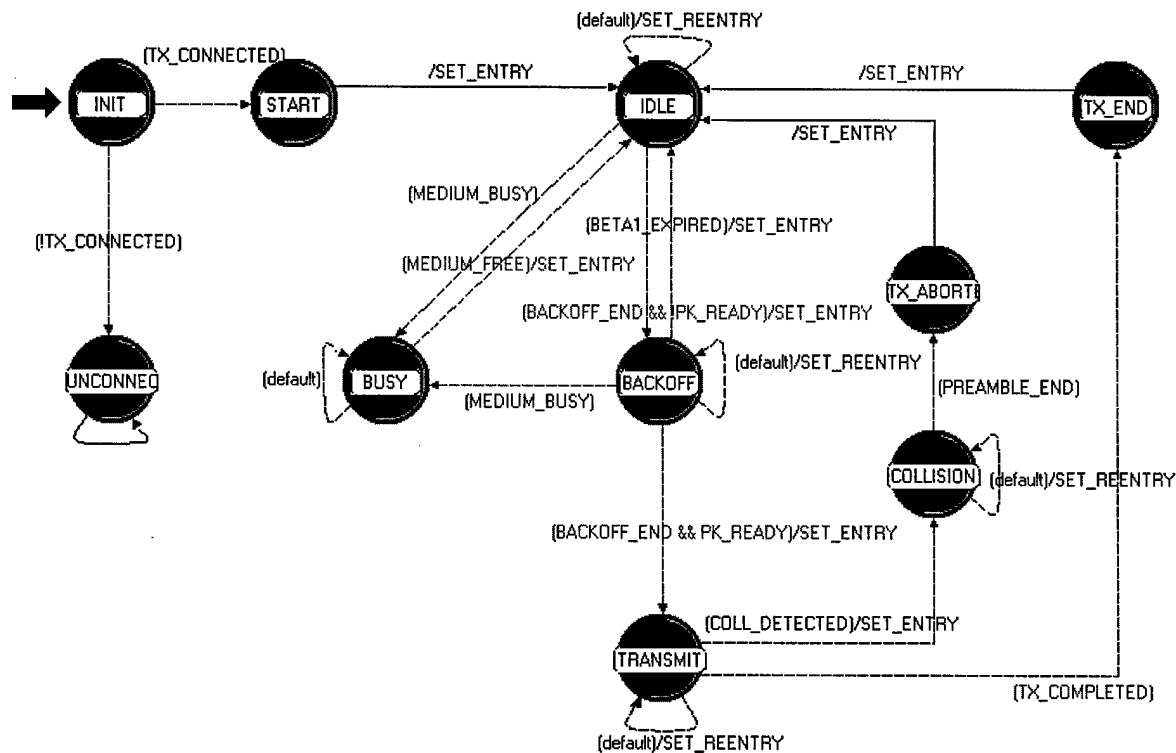 (default)/SET_REENTRY
(TX_CONNECTED)
/SET_ENTRY
/SET_ENTRY
INIT
START
IDLE
TX_END
/SET_ENTRY
(MEDIUM_BUSY)
(BETA1_EXPIRED)/SET_ENTRY
(!TX_CONNECTED)
(MEDIUM_FREE)/SET_ENTRY
TX_ABORT
(BACKOFF_END && !PK_READY)/SET_ENTRY
(default)/SET_REENTRY
UNCONNEC
(default)
BUSY
BACKOFF
(MEDIUM_BUSY)
(PREAMBLE_END)
COLLISION
(default)/SET_REENTRY
(BACKOFF_END && PK_READY)/SET_ENTRY
(COLL_DETECTED)/SET_ENTRY
TRANSMIT
(TX_COMPLETED)
(default)/SET_REENTRY